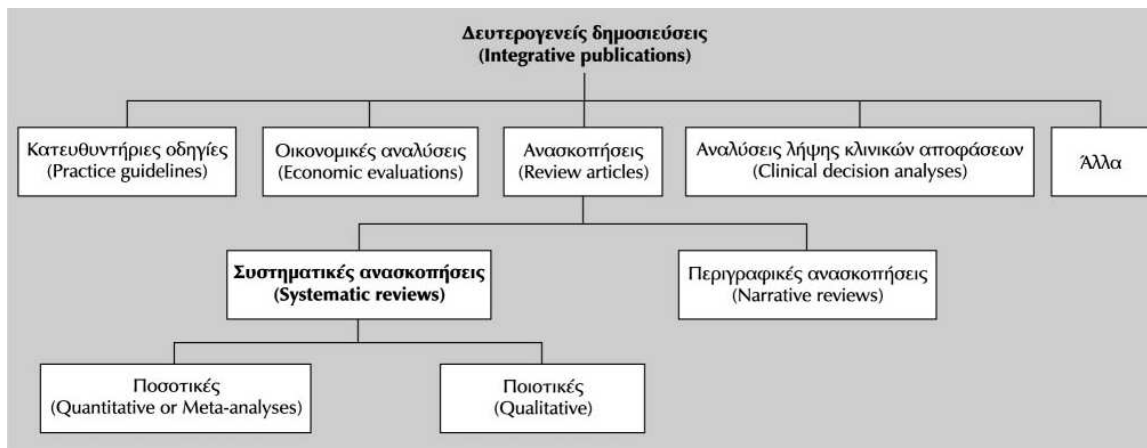 Δευτερογενείς δημοσιεύσεις
(Integrative publications)
Κατευθυντήριες οδηγίες
(Practice guidelines)
Οικονομικές αναλύσεις
(Economic evaluations)
Ανασκοπήσεις
(Review articles)
Αναλύσεις λήψης κλινικών αποφάσεων
(Clinical decision analyses)
Άλλα
Συστηματικές ανασκοπήσεις
(Systematic reviews)
Περιγραφικές ανασκοπήσεις
(Narrative reviews)
Ποσοτικές
(Quantitative or Meta-analyses)
Ποιοτικές
(Qualitative)